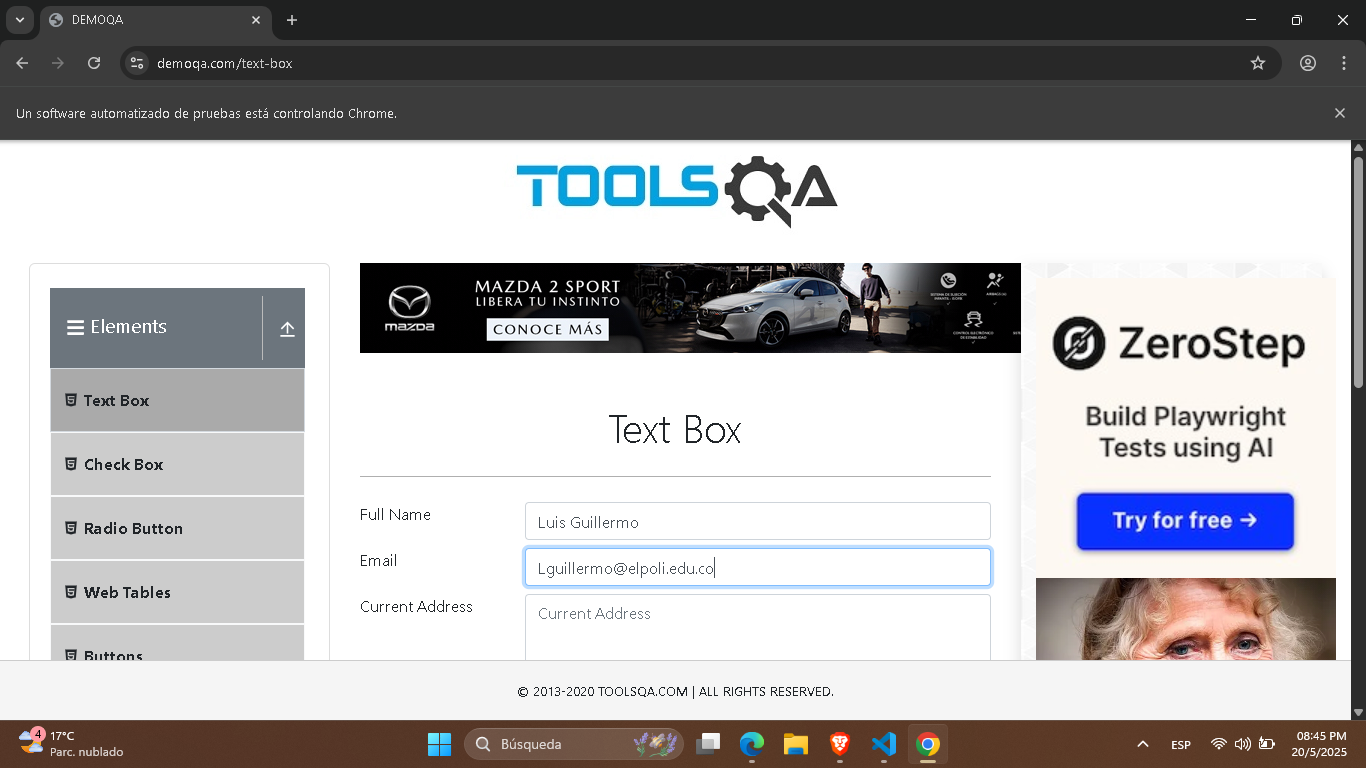 DEMOQA
demoqa.com/text-box
Un software automatizado de pruebas está controlando Chrome.
TOOLSQA
Elements
Text Box
Check Box
Radio Button
Web Tables
Buttons
mazda
MAZDA 2 SPORT
LIBERA TU INSTINTO
CONOCE MÁS
Text Box
Full Name
Luis Guillermo
Email
Lguillermo@elpoli.edu.co
Current Address
Current Address
ZeroStep
Build Playwright
Tests using AI
Try for free →
© 2013-2020 TOOLSQA.COM | ALL RIGHTS RESERVED.
4
17°C
Parc. nublado
Búsqueda
ESP
08:45 PM
20/5/2025